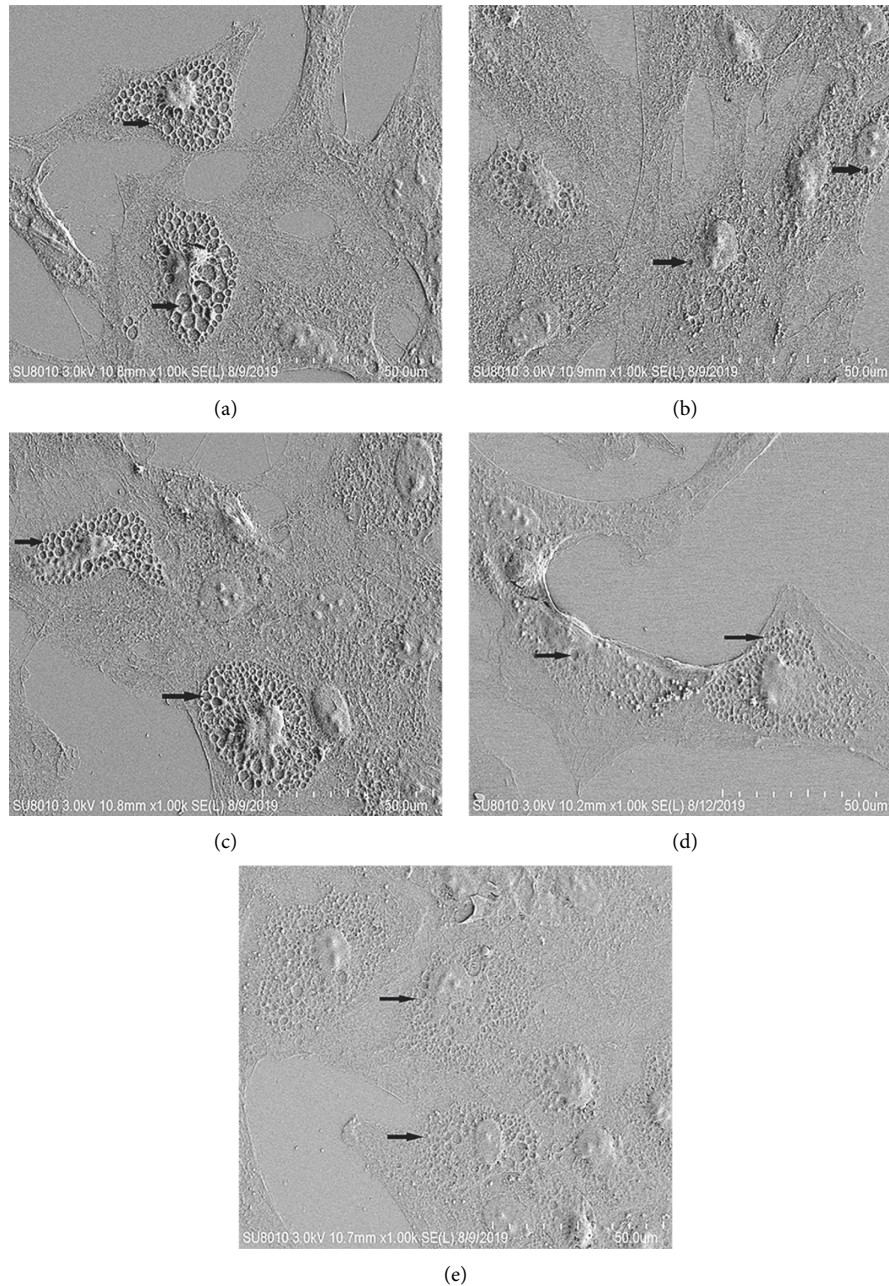 SU8010 3.0kV 10.8mm x1.00k SE(L) 8/9/2019 50.0um
(a)
SU8010 3.0kV 10.9mm x1.00k SE(L) 8/9/2019 50.0um
(b)
SU8010 3.0kV 10.8mm x1.00k SE(L) 8/9/2019 50.0um
(c)
SU8010 3.0kV 10.2mm x1.00k SE(L) 8/12/2019 50.0um
(d)
SU8010 3.0kV 10.7mm x1.00k SE(L) 8/9/2019 50.0um
(e)